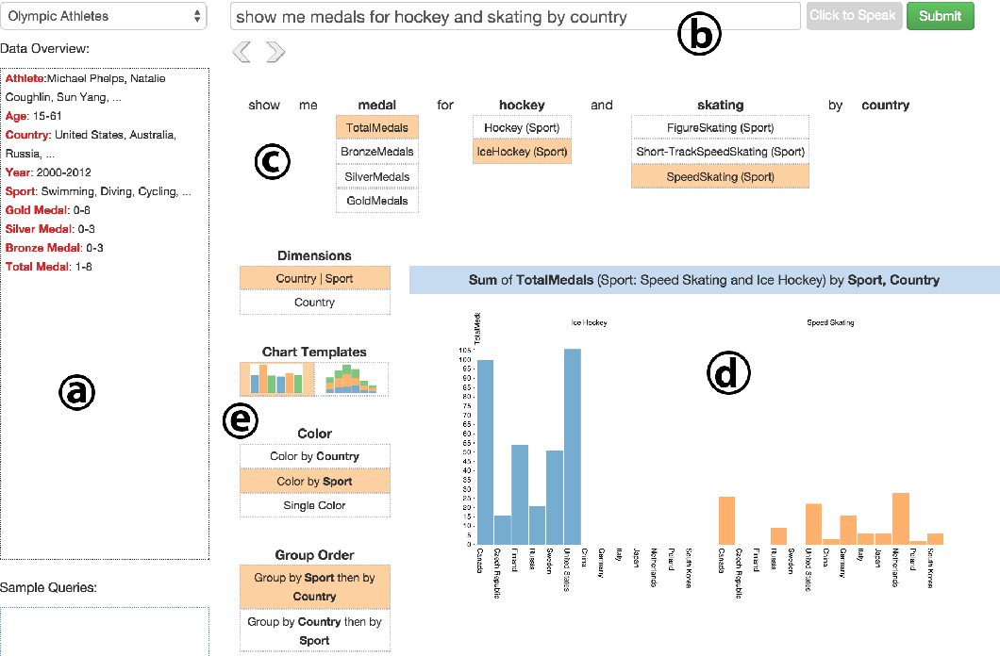 Olympic Athletes
show me medals for hockey and skating by country
Click to Speak
Submit
b
Data Overview:
Athlete:Michael Phelps, Natalie
Coughlin, Sun Yang, ...
Age: 15-61
Country: United States, Australia,
Russia, ...
Year: 2000-2012
Sport: Swimming, Diving, Cycling, ...
Gold Medal: 0-8
Silver Medal: 0-3
Bronze Medal: 0-3
Total Medal: 1-8
a
Sample Queries:
show me medal for hockey and skating by country
TotalMedals
BronzeMedals
SilverMedals
GoldMedals
Hockey (Sport)
IceHockey (Sport)
FigureSkating (Sport)
Short-TrackSpeedSkating (Sport)
SpeedSkating (Sport)
c
Dimensions
Country | Sport
Country
Chart Templates
e
Color
Color by Country
Color by Sport
Single Color
Group Order
Group by Sport then by
Country
Group by Country then by
Sport
Sum of TotalMedals (Sport: Speed Skating and Ice Hockey) by Sport, Country
TotalMed
Ice Hockey
Speed Skating
d
105
100
95
90
85
80
75
70
65
60
55
50
45
40
35
30
25
20
15
10
5
0
Canada
Czech Republic
Finland
Russia
Sweden
United States
China
Germany
Italy
Japan
Netherlands
Poland
South Korea
Canada
Czech Republic
Finland
Russia
Sweden
United States
China
Germany
Italy
Japan
Netherlands
Poland
South Korea